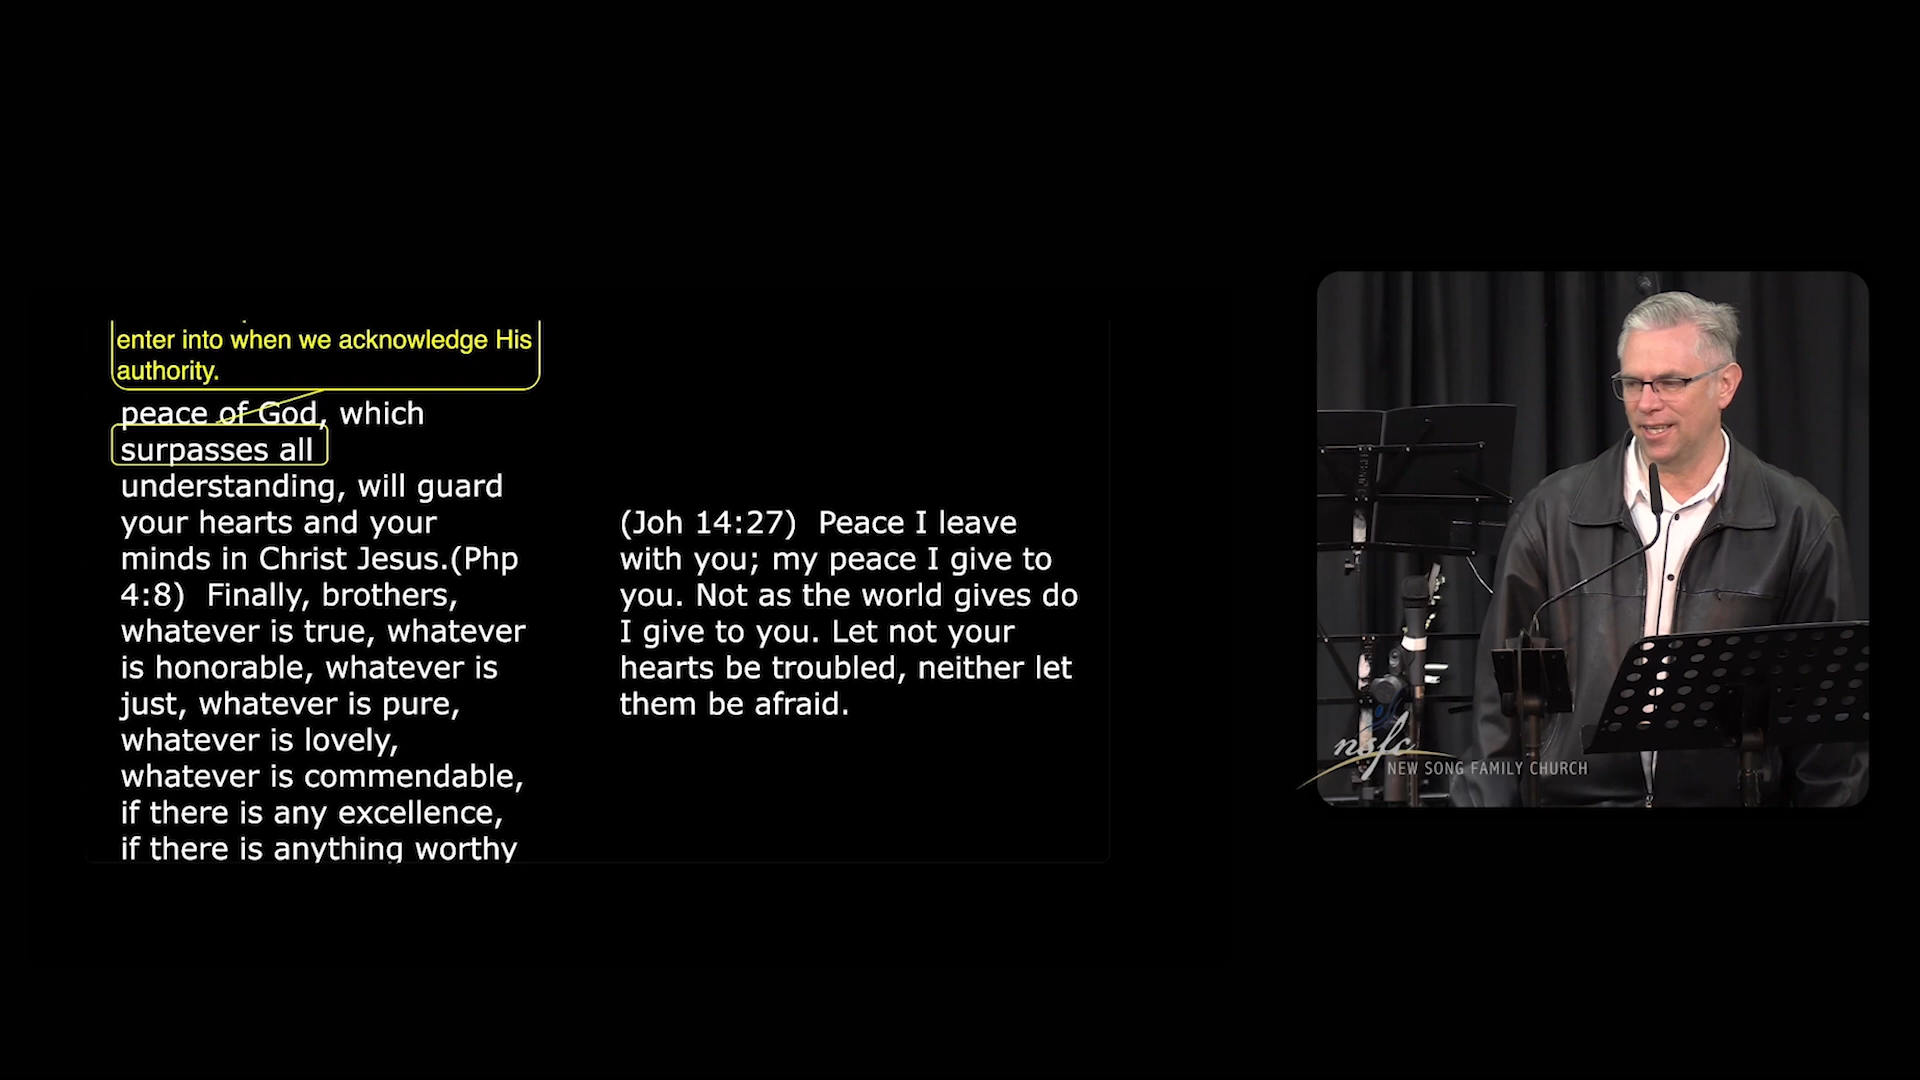 enter into when we acknowledge His
authority.
peace of God, which
surpasses all
understanding, will guard
your hearts and your
minds in Christ Jesus.(Php
4:8)  Finally, brothers,
whatever is true, whatever
is honorable, whatever is
just, whatever is pure,
whatever is lovely,
whatever is commendable,
if there is any excellence,
if there is anything worthy
(Joh 14:27)  Peace I leave
with you; my peace I give to
you. Not as the world gives do
I give to you. Let not your
hearts be troubled, neither let
them be afraid.
nsfc
NEW SONG FAMILY CHURCH